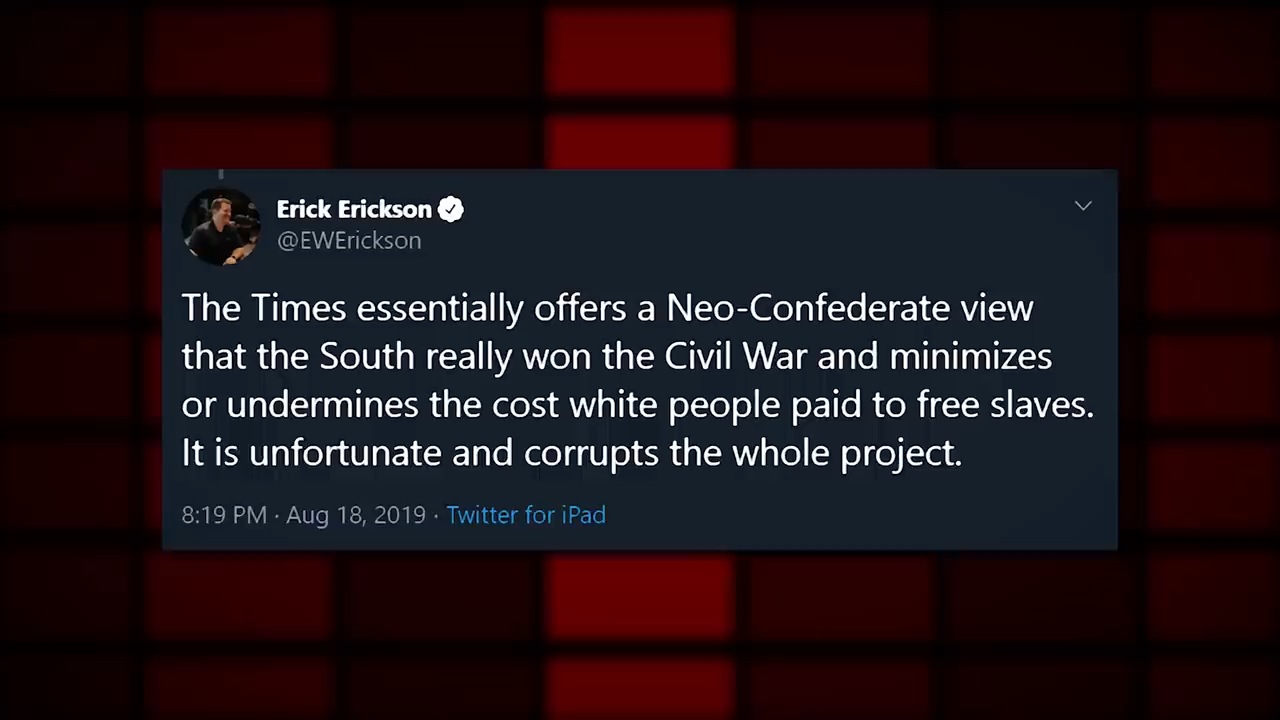 Erick Erickson
@EWErickson
The Times essentially offers a Neo-Confederate view
that the South really won the Civil War and minimizes
or undermines the cost white people paid to free slaves.
It is unfortunate and corrupts the whole project.
8:19 PM · Aug 18, 2019 · Twitter for iPad